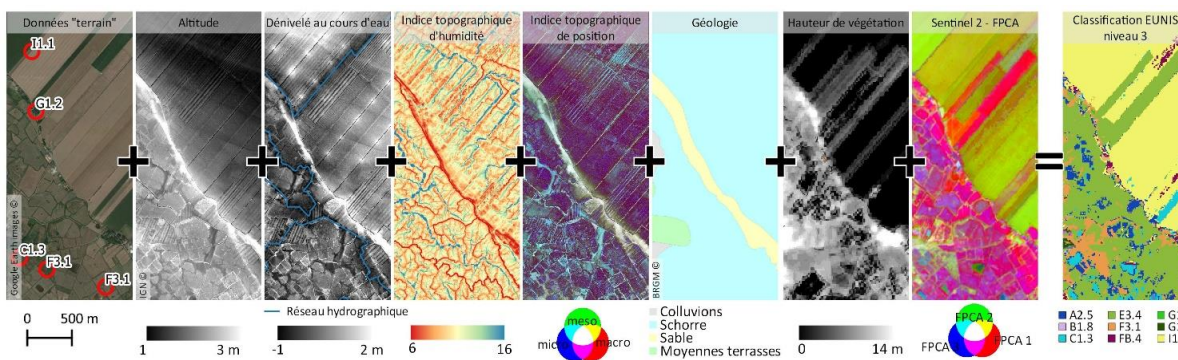 Données "terrain"
Altitude
Dénivelé au cours d'eau
Indice topographique
d'humidité
Indice topographique
de position
Géologie
Hauteur de végétation
Sentinel 2 - FPCA
Classification EUNIS
niveau 3
I1.1
G1.2
C1.3
F3.1
F3.1
Google Earth images ©
IGN ©
BRGM ©
0 500 m
1 3 m
Réseau hydrographique
-1 2 m
6 16
meso
micro macro
Colluvions
Schorre
Sable
Moyennes terrasses
0 14 m
FPCA 2
FPCA FPCA 1
A2.5 E3.4
B1.8 F3.1
C1.3 FB.4